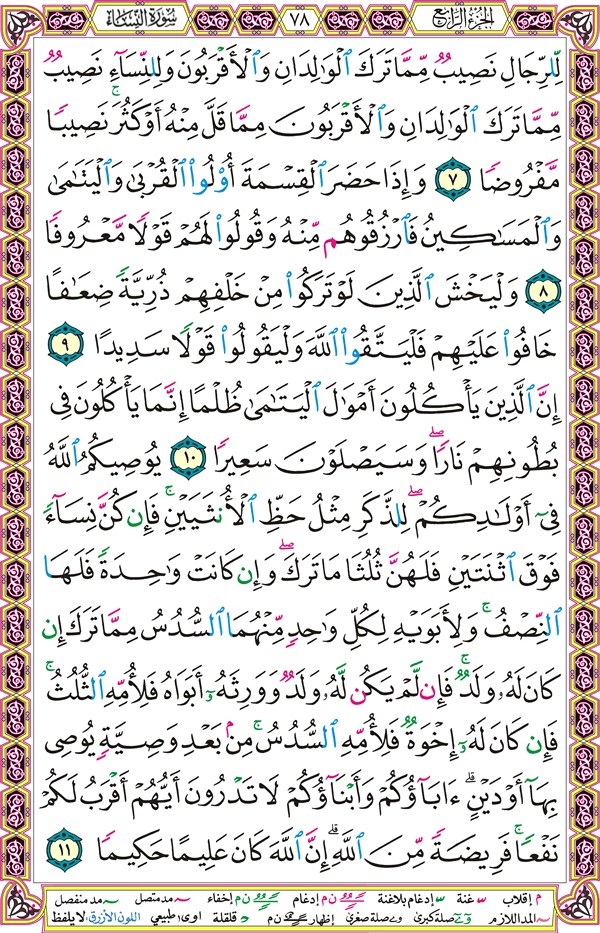 الجزء الرابع
٧٨
سورة النساء
لِّلرِّجَالِ نَصِيبٌ مِّمَّا تَرَكَ ٱلْوَٰلِدَانِ وَٱلْأَقْرَبُونَ وَلِلنِّسَآءِ نَصِيبٌ
مِّمَّا تَرَكَ ٱلْوَٰلِدَانِ وَٱلْأَقْرَبُونَ مِمَّا قَلَّ مِنْهُ أَوْ كَثُرَ ۚ نَصِيبًا
مَّفْرُوضًا ٧ وَإِذَا حَضَرَ ٱلْقِسْمَةَ أُو۟لُوا۟ ٱلْقُرْبَىٰ وَٱلْيَتَٰمَىٰ
وَٱلْمَسَٰكِينُ فَٱرْزُقُوهُم مِّنْهُ وَقُولُوا۟ لَهُمْ قَوْلًا مَّعْرُوفًا
٨ وَلْيَخْشَ ٱلَّذِينَ لَوْ تَرَكُوا۟ مِنْ خَلْفِهِمْ ذُرِّيَّةً ضِعَٰفًا
خَافُوا۟ عَلَيْهِمْ فَلْيَتَّقُوا۟ ٱللَّهَ وَلْيَقُولُوا۟ قَوْلًا سَدِيدًا ٩
إِنَّ ٱلَّذِينَ يَأْكُلُونَ أَمْوَٰلَ ٱلْيَتَٰمَىٰ ظُلْمًا إِنَّمَا يَأْكُلُونَ فِى
بُطُونِهِمْ نَارًا ۖ وَسَيَصْلَوْنَ سَعِيرًا ١٠ يُوصِيكُمُ ٱللَّهُ
فِىٓ أَوْلَٰدِكُمْ ۖ لِلذَّكَرِ مِثْلُ حَظِّ ٱلْأُنثَيَيْنِ ۚ فَإِن كُنَّ نِسَآءً
فَوْقَ ٱثْنَتَيْنِ فَلَهُنَّ ثُلُثَا مَا تَرَكَ ۖ وَإِن كَانَتْ وَٰحِدَةً فَلَهَا
ٱلنِّصْفُ ۚ وَلِأَبَوَيْهِ لِكُلِّ وَٰحِدٍ مِّنْهُمَا ٱلسُّدُسُ مِمَّا تَرَكَ إِن
كَانَ لَهُۥ وَلَدٌ ۚ فَإِن لَّمْ يَكُن لَّهُۥ وَلَدٌ وَوَرِثَهُۥٓ أَبَوَاهُ فَلِأُمِّهِ ٱلثُّلُثُ ۚ
فَإِن كَانَ لَهُۥٓ إِخْوَةٌ فَلِأُمِّهِ ٱلسُّدُسُ ۚ مِنۢ بَعْدِ وَصِيَّةٍ يُوصِى
بِهَآ أَوْ دَيْنٍ ۗ ءَابَآؤُكُمْ وَأَبْنَآؤُكُمْ لَا تَدْرُونَ أَيُّهُمْ أَقْرَبُ لَكُمْ
نَفْعًا ۚ فَرِيضَةً مِّنَ ٱللَّهِ ۗ إِنَّ ٱللَّهَ كَانَ عَلِيمًا حَكِيمًا ١١
م إقلاب غنة إدغام بلاغنة ن م إدغام إخفاء مد متصل مد منفصل
المد اللازم صلة كبرى صلة صغرى إظهار ن م قلقلة اوى؛ طبيعي اللون الأزرق؛ لا يلفظ